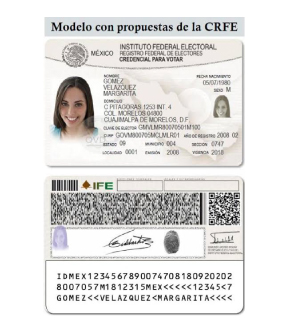 Modelo con propuestas de la CRFE
MÉXICO
INSTITUTO FEDERAL ELECTORAL
REGISTRO FEDERAL DE ELECTORES
CREDENCIAL PARA VOTAR
NOMBRE
GOMEZ
VELAZQUEZ
MARGARITA
FECHA NACIMIENTO
05/07/1980
SEXO M
DOMICILIO
C PITAGORAS 1253 INT. 4
COL. MORELOS 04800
CUAJIMALPA DE MORELOS, D.F.
CLAVE DE ELECTOR GMVLMR80070501M100
CURP GOVM800705MCLMLR01 AÑO DE REGISTRO 2008 02
ESTADO 09 MUNICIPIO 004 SECCIÓN 0747
LOCALIDAD 0001 EMISIÓN 2008 VIGENCIA 2018
IFE
IDMEX1234567890074708180920202
8007057M1812315MEX<<<<<12345<7
GOMEZ<<VELAZQUEZ<MARGARITA<<<<